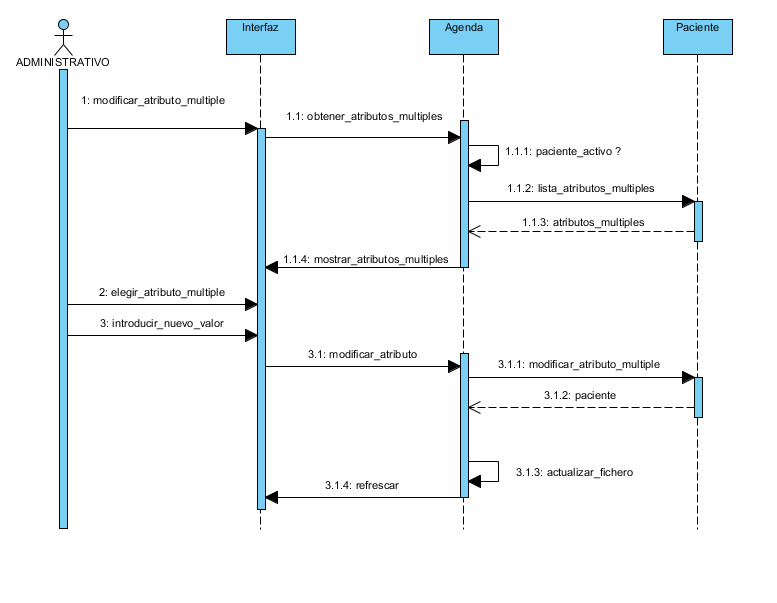 Interfaz
Agenda
Paciente
ADMINISTRATIVO
1: modificar_atributo_multiple
1.1: obtener_atributos_multiples
1.1.1: paciente_activo ?
1.1.2: lista_atributos_multiples
1.1.3: atributos_multiples
1.1.4: mostrar_atributos_multiples
2: elegir_atributo_multiple
3: introducir_nuevo_valor
3.1: modificar_atributo
3.1.1: modificar_atributo_multiple
3.1.2: paciente
3.1.3: actualizar_fichero
3.1.4: refrescar